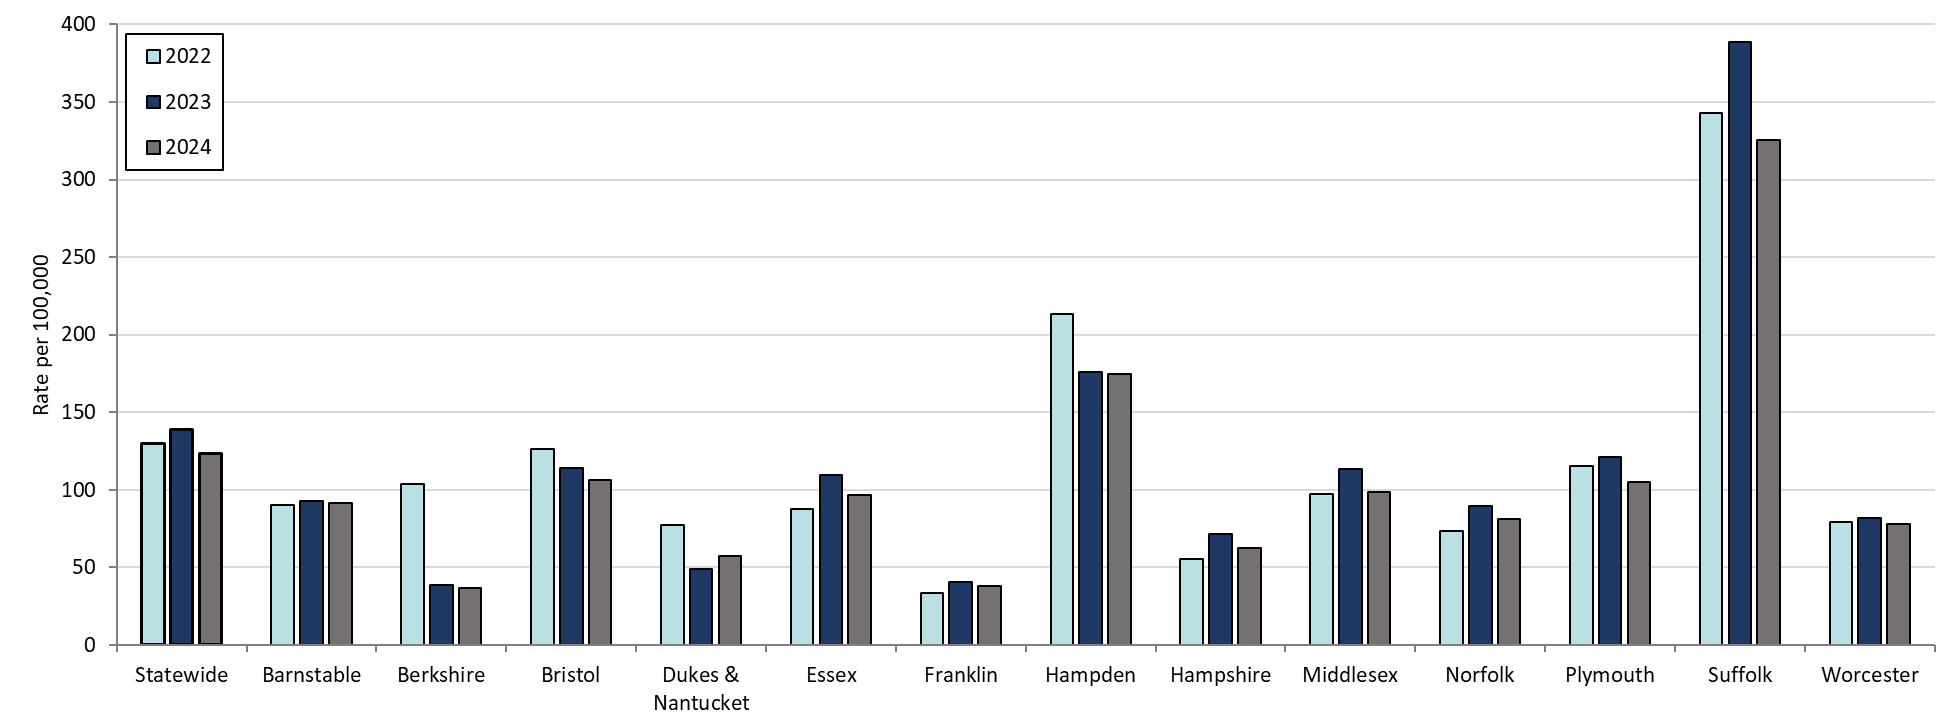 400
350
300
250
200
150
100
50
0
Rate per 100,000
2022
2023
2024
Statewide
Barnstable
Berkshire
Bristol
Dukes &
Nantucket
Essex
Franklin
Hampden
Hampshire
Middlesex
Norfolk
Plymouth
Suffolk
Worcester